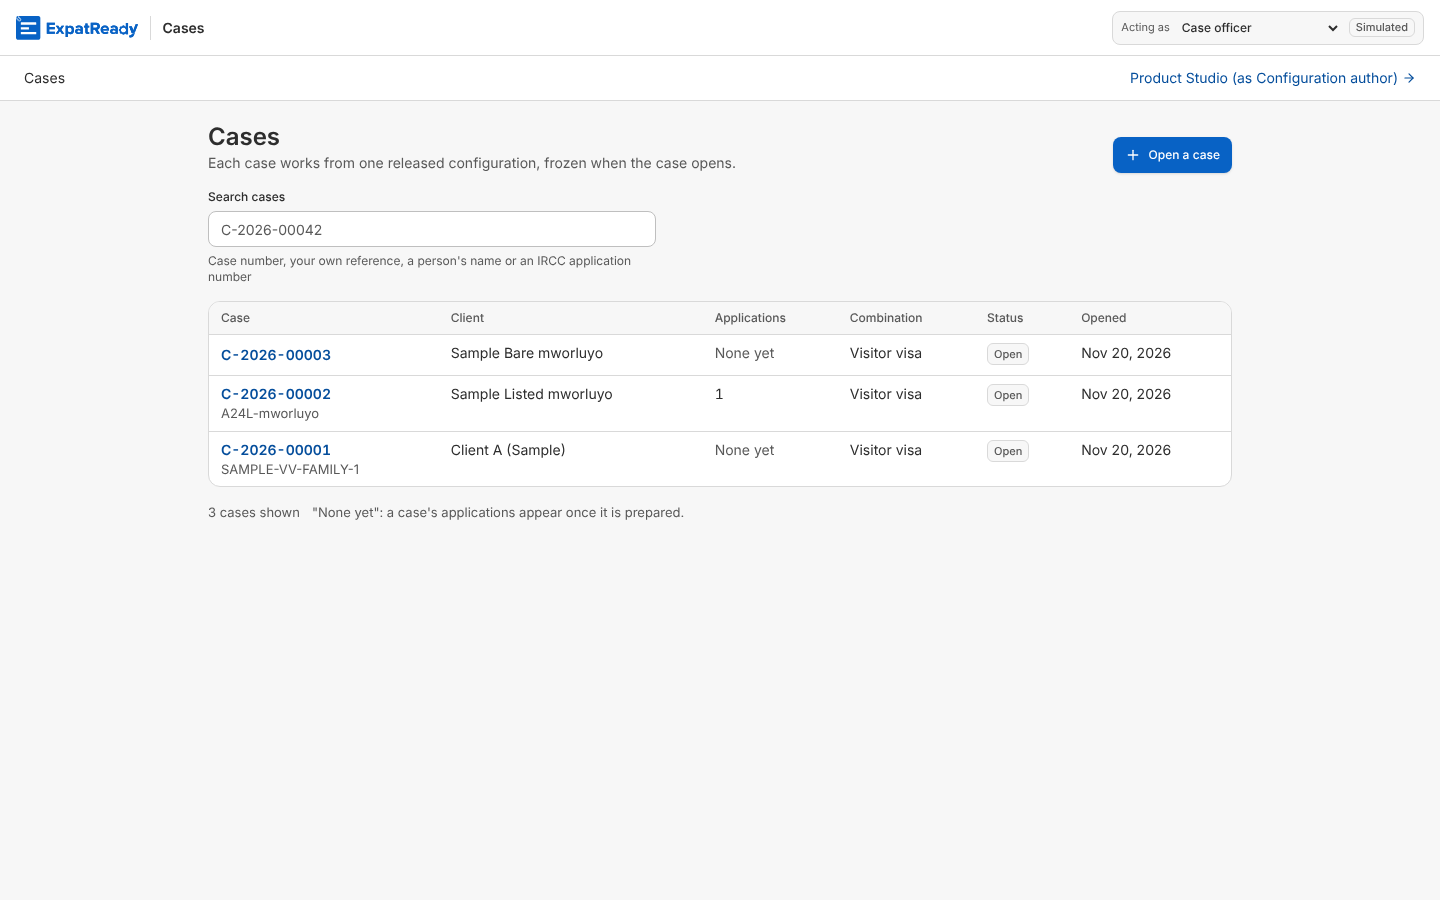 ExpatReady
Cases
Acting as Case officer Simulated
Cases
Product Studio (as Configuration author) →
Cases
Each case works from one released configuration, frozen when the case opens.
+ Open a case
Search cases
C-2026-00042
Case number, your own reference, a person's name or an IRCC application
number
Case Client Applications Combination Status Opened
C-2026-00003 Sample Bare mworluyo None yet Visitor visa Open Nov 20, 2026
C-2026-00002 Sample Listed mworluyo 1 Visitor visa Open Nov 20, 2026
A24L-mworluyo
C-2026-00001 Client A (Sample) None yet Visitor visa Open Nov 20, 2026
SAMPLE-VV-FAMILY-1
3 cases shown "None yet": a case's applications appear once it is prepared.